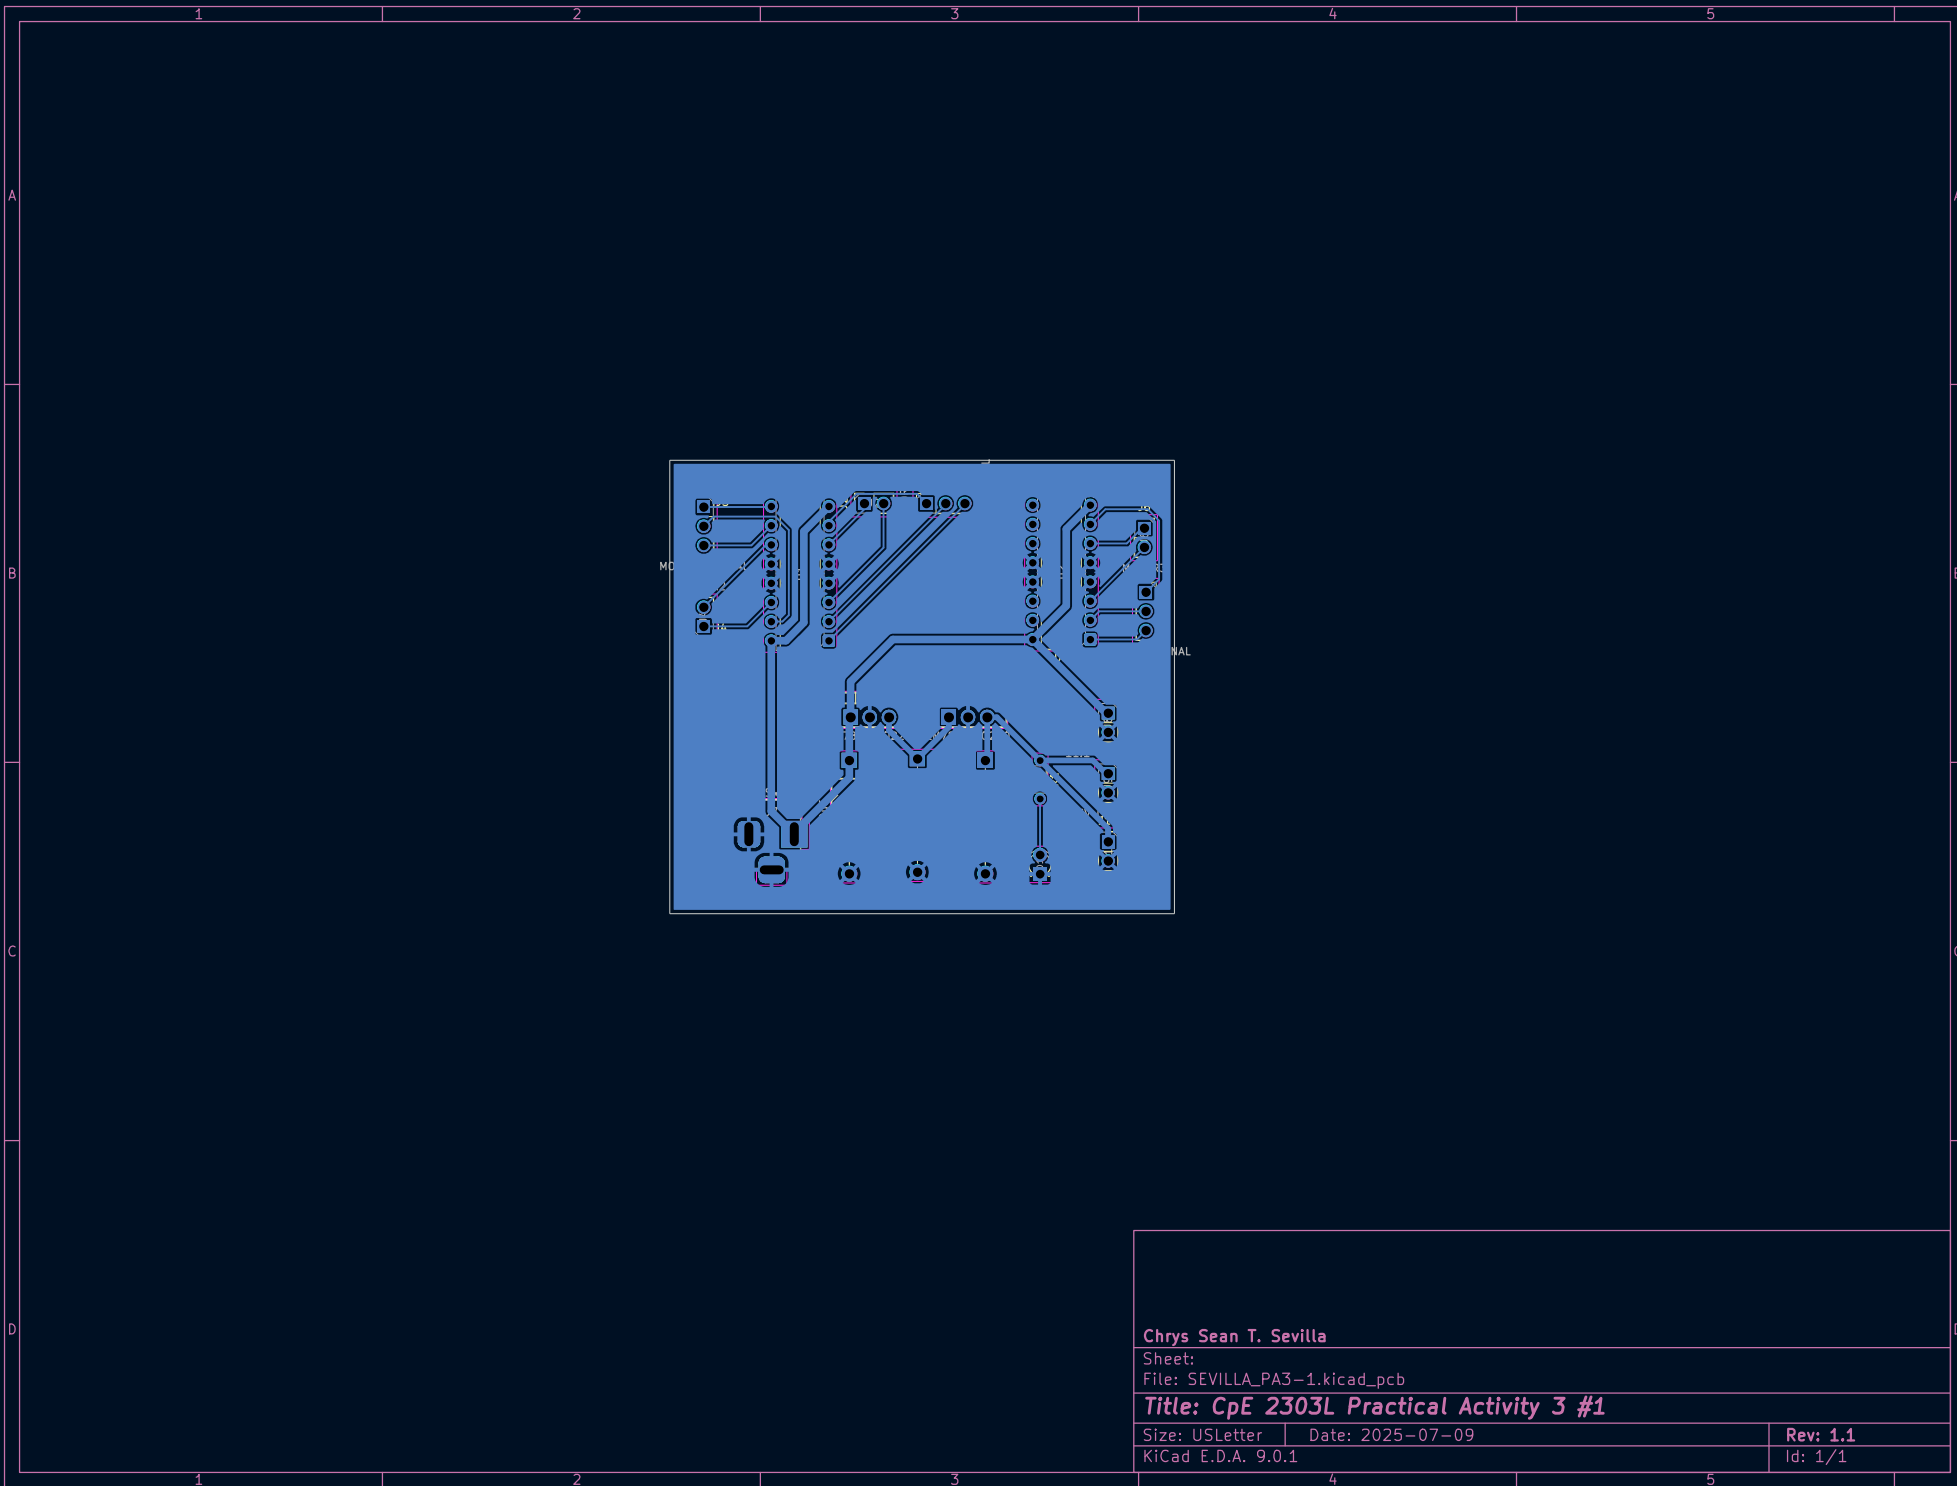 1 2 3 4 5
A
B
MO
NAL
C
D
Chrys Sean T. Sevilla
Sheet:
File: SEVILLA_PA3-1.kicad_pcb
Title: CpE 2303L Practical Activity 3 #1
Size: USLetter Date: 2025-07-09 Rev: 1.1
KiCad E.D.A. 9.0.1 Id: 1/1
1 2 3 4 5